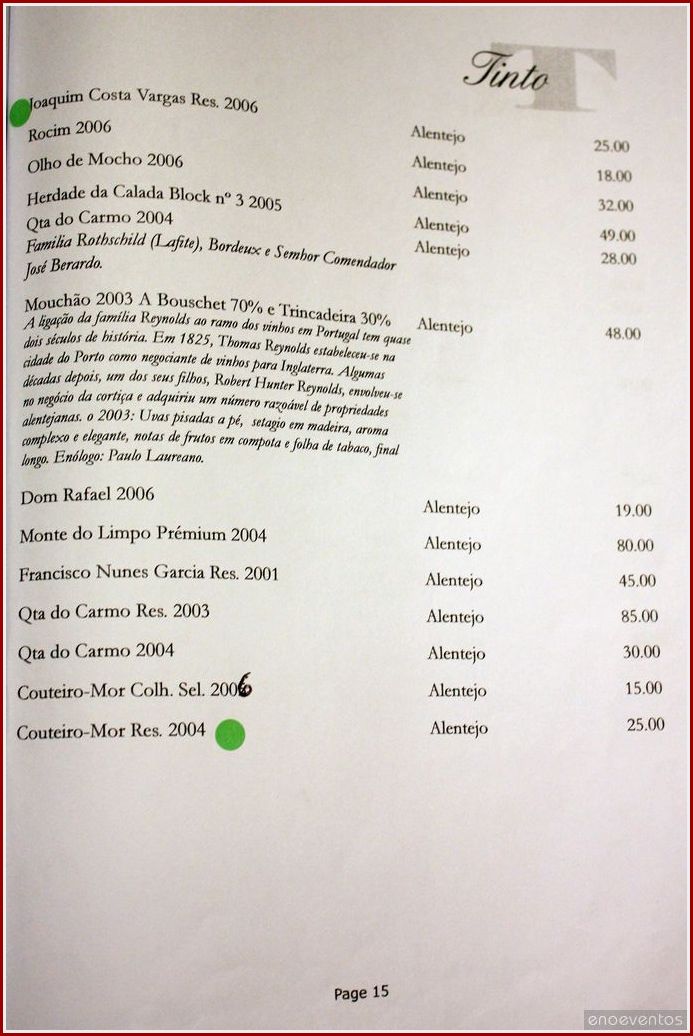 Tinto
Joaquim Costa Vargas Res. 2006 Alentejo 25.00
Rocim 2006 Alentejo 18.00
Olho de Mocho 2006 Alentejo 32.00
Herdade da Calada Block nº 3 2005 Alentejo 49.00
Qta do Carmo 2004 Alentejo 28.00
Familia Rothschild (Lafite), Bordeux e Senhor Comendador
José Berardo.
Mouchão 2003 A Bouschet 70% e Trincadeira 30% Alentejo 48.00
A ligação da família Reynolds ao ramo dos vinhos em Portugal tem quase
dois séculos de história. Em 1825, Thomas Reynolds estabeleceu-se na
cidade do Porto como negociante de vinhos para Inglaterra. Algumas
décadas depois, um dos seus filhos, Robert Hunter Reynolds, envolveu-se
no negócio da cortiça e adquiriu um número razoável de propriedades
alentejanas. o 2003: Uvas pisadas a pé, setagio em madeira, aroma
complexo e elegante, notas de frutos em compota e folha de tabaco, final
longo. Enólogo: Paulo Laureano.
Dom Rafael 2006 Alentejo 19.00
Monte do Limpo Prémium 2004 Alentejo 80.00
Francisco Nunes Garcia Res. 2001 Alentejo 45.00
Qta do Carmo Res. 2003 Alentejo 85.00
Qta do Carmo 2004 Alentejo 30.00
Couteiro-Mor Colh. Sel. 2006 Alentejo 15.00
Couteiro-Mor Res. 2004 Alentejo 25.00
Page 15
enoeventos